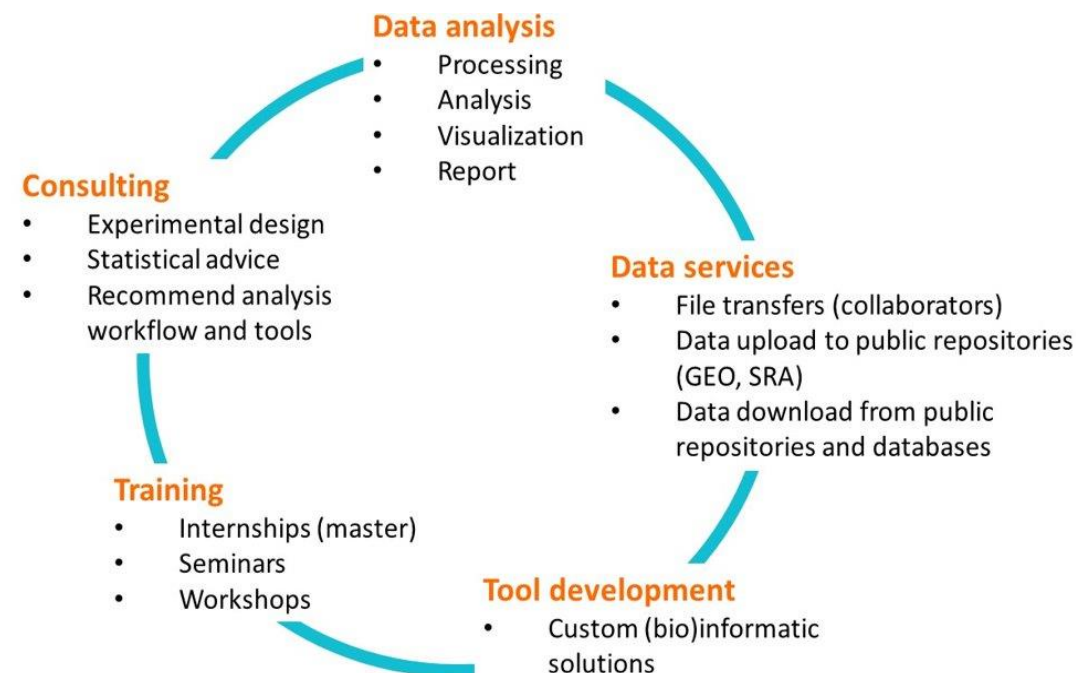 Data analysis
• Processing
• Analysis
• Visualization
• Report
Consulting
• Experimental design
• Statistical advice
• Recommend analysis
workflow and tools
Data services
• File transfers (collaborators)
• Data upload to public repositories
(GEO, SRA)
• Data download from public
repositories and databases
Training
• Internships (master)
• Seminars
• Workshops
Tool development
• Custom (bio)informatic
solutions